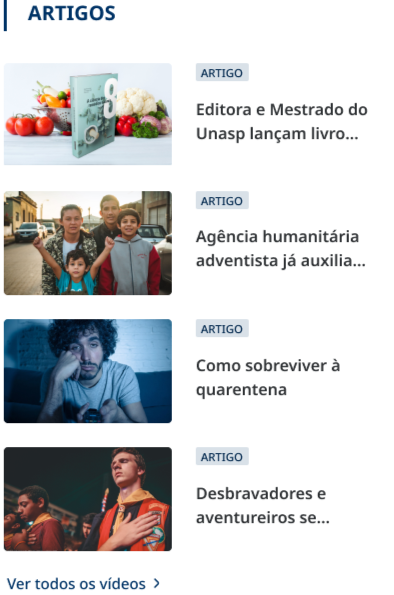 ARTIGOS
ARTIGO
Editora e Mestrado do
Unasp lançam livro...
ARTIGO
Agência humanitária
adventista já auxilia...
ARTIGO
Como sobreviver à
quarentena
ARTIGO
Desbravadores e
aventureiros se...
Ver todos os vídeos